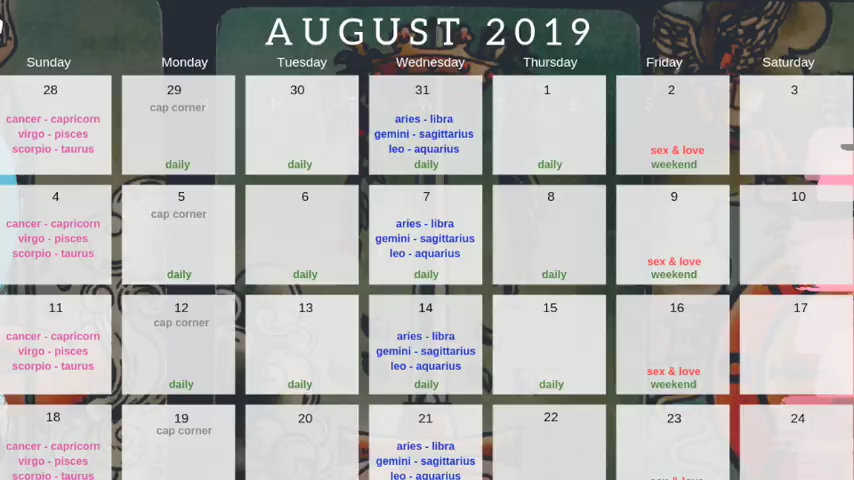 AUGUST 2019
Sunday Monday Tuesday Wednesday Thursday Friday Saturday
28 29 30 31 1 2 3
cap corner
cancer - capricorn aries - libra
virgo - pisces gemini - sagittarius
scorpio - taurus leo - aquarius sex & love
daily daily daily daily weekend
4 5 6 7 8 9 10
cap corner
cancer - capricorn aries - libra
virgo - pisces gemini - sagittarius
scorpio - taurus leo - aquarius
sex & love
daily daily daily daily weekend
11 12 13 14 15 16 17
cap corner
cancer - capricorn aries - libra
virgo - pisces gemini - sagittarius
scorpio - taurus leo - aquarius
sex & love
daily daily daily daily weekend
18 19 20 21 22 23 24
cap corner
cancer - capricorn aries - libra
virgo - pisces gemini - sagittarius
scorpio - taurus leo - aquarius